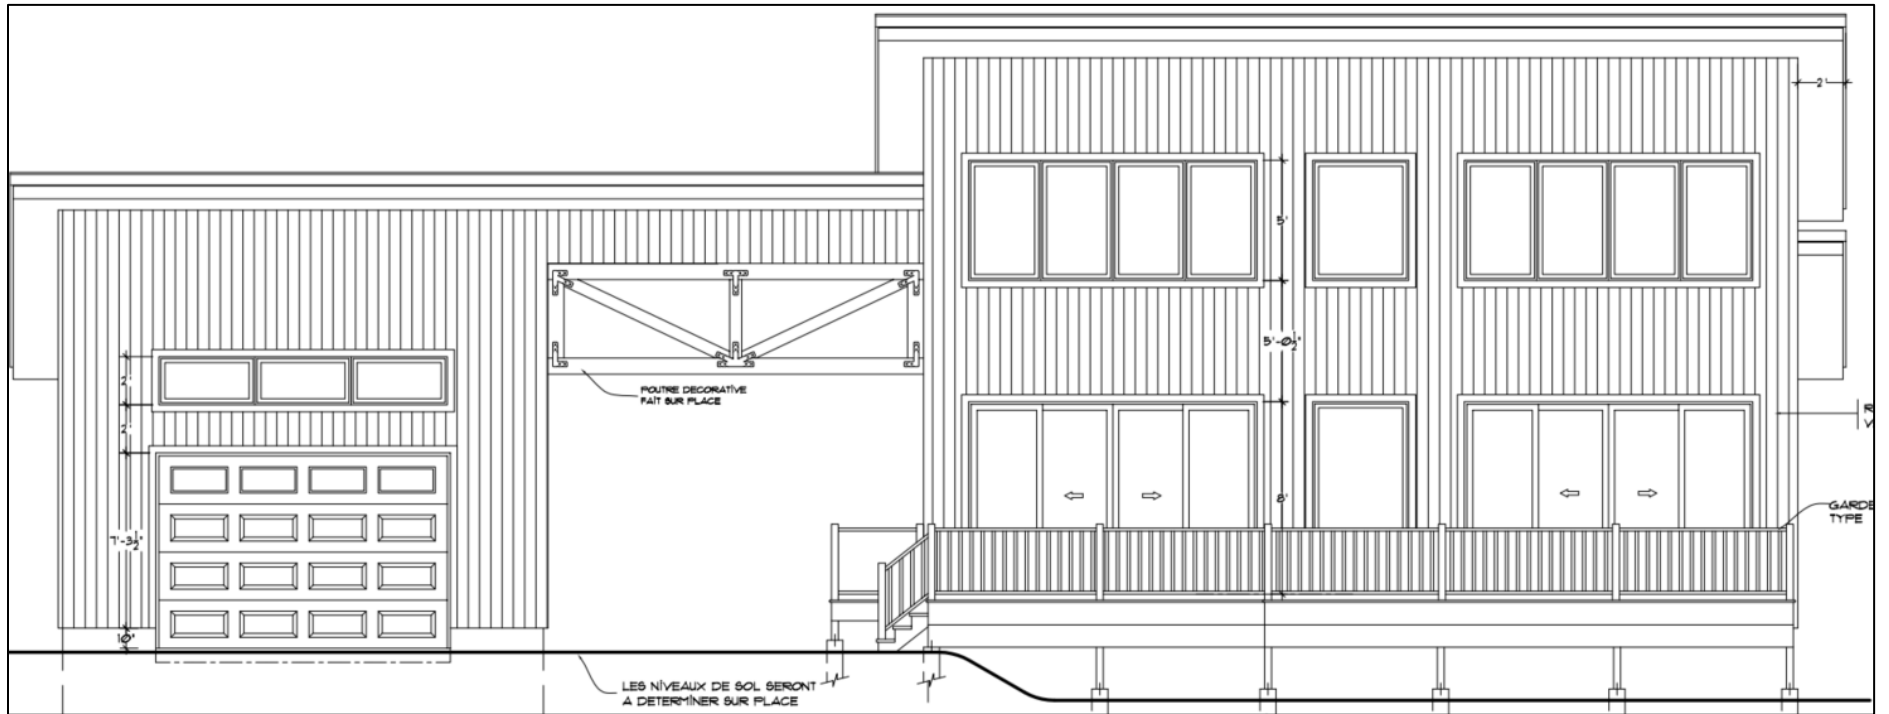 2'
5'
5'-0½"
8'
2'
2'
7'-3½"
10"
POUTRE DECORATIVE
FAIT SUR PLACE
GARDE
TYPE
LES NIVEAUX DE SOL SERONT
A DETERMINER SUR PLACE